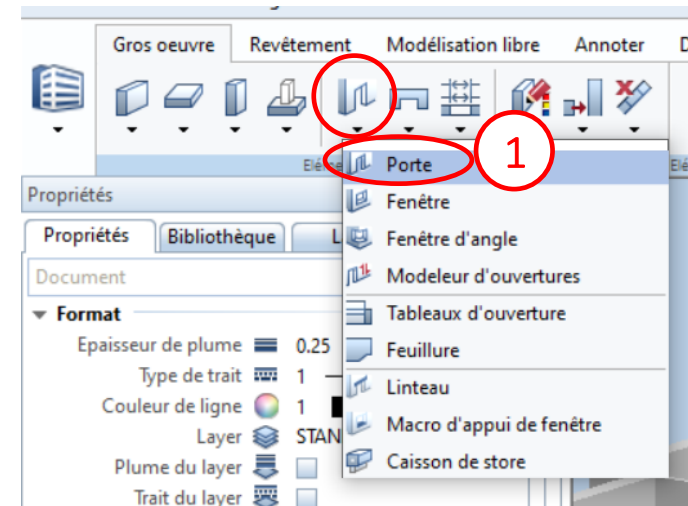 Gros oeuvre Revêtement Modélisation libre Annoter D
Eléme
Elé
1
Porte
Fenêtre
Fenêtre d'angle
Modeleur d'ouvertures
Tableaux d'ouverture
Feuillure
Linteau
Macro d'appui de fenêtre
Caisson de store
Propriétés
Propriétés Bibliothèque L
Document
Format
Epaisseur de plume 0.25
Type de trait 1
Couleur de ligne 1
Layer STAN
Plume du layer
Trait du layer